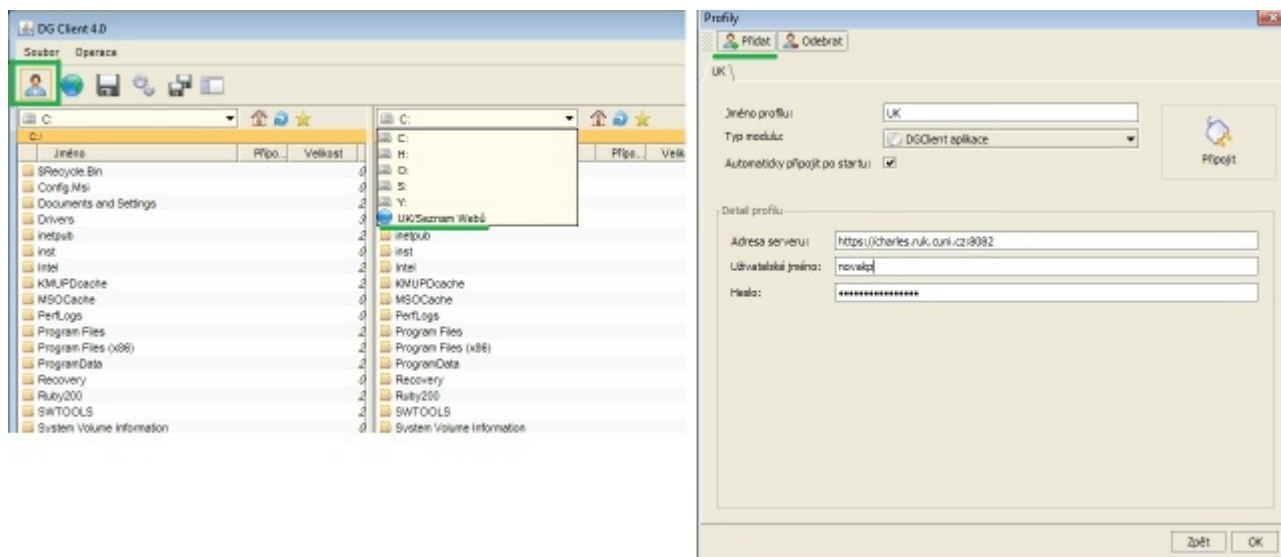 DG Client 4.0
Soubor Operace
C:
C:/
Jméno Přípo... Velikost
$Recycle.Bin
Config.Msi
Documents and Settings
Drivers
inetpub
inst
Intel
KMUPDcache
MSOCache
PerfLogs
Program Files
Program Files (x86)
ProgramData
Recovery
Ruby200
SWTOOLS
System Volume Information
C:
C:
H:
O:
S:
Y:
UK/Seznam Webů
Přípo... Velik
inetpub
inst
Intel
KMUPDcache
MSOCache
PerfLogs
Program Files
Program Files (x86)
ProgramData
Recovery
Ruby200
SWTOOLS
System Volume Information
Profily
Přidat Odebrat
UK
Jméno profilu: UK
Typ modulu: DGClient aplikace
Automaticky připojit po startu:
Připojit
Detail profilu
Adresa serveru: https://charles.ruk.cuni.cz:8082
Uživatelské jméno: novakp
Heslo: ••••••••••••••••
Zpět OK